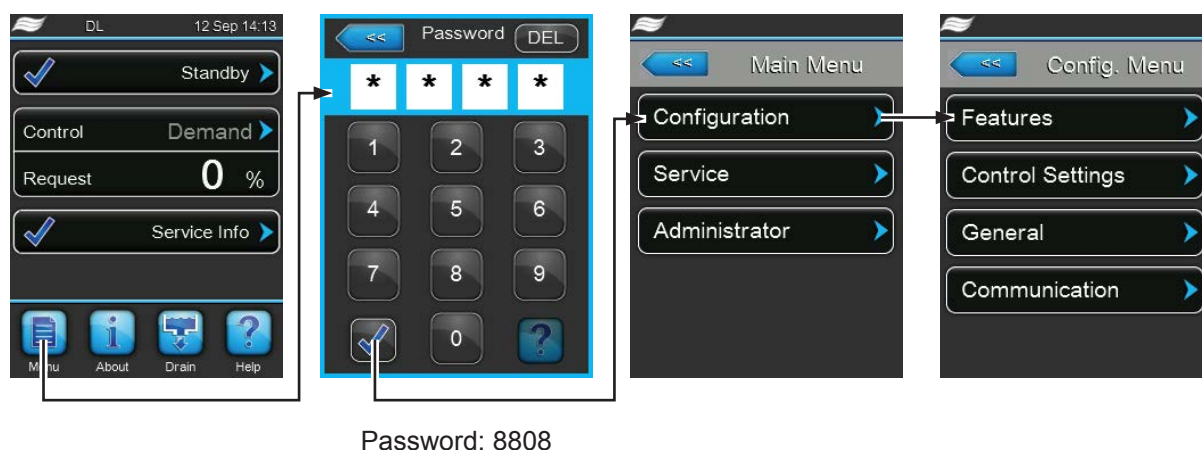 DL 12 Sep 14:13
Standby
Control Demand
Request 0 %
Service Info
Menu About Drain Help
<< Password DEL
* * * *
1 2 3
4 5 6
7 8 9
0 ?
Password: 8808
<< Main Menu
Configuration
Service
Administrator
<< Config. Menu
Features
Control Settings
General
Communication